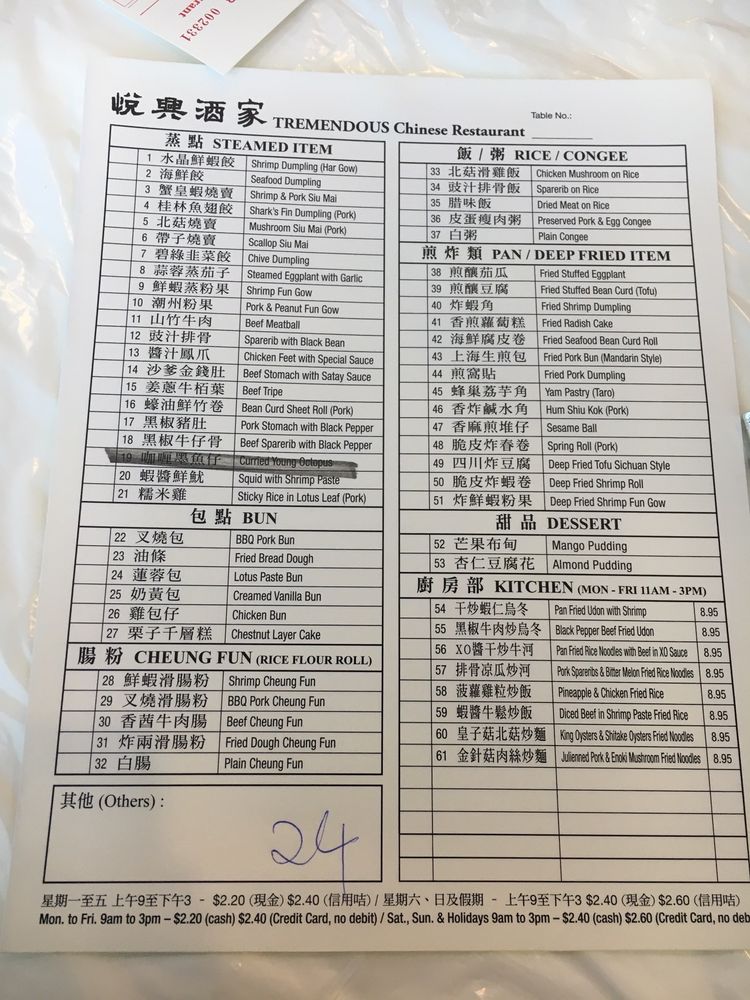 002331
rant
悅興酒家 TREMENDOUS Chinese Restaurant
Table No.:
蒸點 STEAMED ITEM
1 水晶鮮蝦餃 Shrimp Dumpling (Har Gow)
2 海鮮餃 Seafood Dumpling
3 蟹皇蝦燒賣 Shrimp & Pork Siu Mai
4 桂林魚翅餃 Shark's Fin Dumpling (Pork)
5 北菇燒賣 Mushroom Siu Mai (Pork)
6 帶子燒賣 Scallop Siu Mai
7 碧綠韭菜餃 Chive Dumpling
8 蒜蓉蒸茄子 Steamed Eggplant with Garlic
9 鮮蝦蒸粉果 Shrimp Fun Gow
10 潮州粉果 Pork & Peanut Fun Gow
11 山竹牛肉 Beef Meatball
12 豉汁排骨 Sparerib with Black Bean
13 醬汁鳳爪 Chicken Feet with Special Sauce
14 沙爹金錢肚 Beef Stomach with Satay Sauce
15 姜蔥牛栢葉 Beef Tripe
16 蠔油鮮竹卷 Bean Curd Sheet Roll (Pork)
17 黑椒豬肚 Pork Stomach with Black Pepper
18 黑椒牛仔骨 Beef Sparerib with Black Pepper
19 咖喱墨魚仔 Curried Young Octopus
20 蝦醬鮮魷 Squid with Shrimp Paste
21 糯米雞 Sticky Rice in Lotus Leaf (Pork)
包點 BUN
22 叉燒包 BBQ Pork Bun
23 油條 Fried Bread Dough
24 蓮蓉包 Lotus Paste Bun
25 奶黃包 Creamed Vanilla Bun
26 雞包仔 Chicken Bun
27 栗子千層糕 Chestnut Layer Cake
腸粉 CHEUNG FUN (RICE FLOUR ROLL)
28 鮮蝦滑腸粉 Shrimp Cheung Fun
29 叉燒滑腸粉 BBQ Pork Cheung Fun
30 香茜牛肉腸 Beef Cheung Fun
31 炸兩滑腸粉 Fried Dough Cheung Fun
32 白腸 Plain Cheung Fun
其他 (Others) :
24
飯/粥 RICE / CONGEE
33 北菇滑雞飯 Chicken Mushroom on Rice
34 豉汁排骨飯 Sparerib on Rice
35 腊味飯 Dried Meat on Rice
36 皮蛋瘦肉粥 Preserved Pork & Egg Congee
37 白粥 Plain Congee
煎炸類 PAN / DEEP FRIED ITEM
38 煎釀茄瓜 Fried Stuffed Eggplant
39 煎釀豆腐 Fried Stuffed Bean Curd (Tofu)
40 炸蝦角 Fried Shrimp Dumpling
41 香煎蘿蔔糕 Fried Radish Cake
42 海鮮腐皮卷 Fried Seafood Bean Curd Roll
43 上海生煎包 Fried Pork Bun (Mandarin Style)
44 煎窩貼 Fried Pork Dumpling
45 蜂巢荔芋角 Yam Pastry (Taro)
46 香炸鹹水角 Hum Shiu Kok (Pork)
47 香麻煎堆仔 Sesame Ball
48 脆皮炸春卷 Spring Roll (Pork)
49 四川炸豆腐 Deep Fried Tofu Sichuan Style
50 脆皮炸蝦卷 Deep Fried Shrimp Roll
51 炸鮮蝦粉果 Deep Fried Shrimp Fun Gow
甜品 DESSERT
52 芒果布甸 Mango Pudding
53 杏仁豆腐花 Almond Pudding
廚房部 KITCHEN (MON - FRI 11AM - 3PM)
54 干炒蝦仁烏冬 Pan Fried Udon with Shrimp 8.95
55 黑椒牛肉炒烏冬 Black Pepper Beef Fried Udon 8.95
56 XO醬干炒牛河 Pan Fried Rice Noodles with Beef in XO Sauce 8.95
57 排骨凉瓜炒河 Pork Spareribs & Bitter Melon Fried Rice Noodles 8.95
58 菠蘿雞粒炒飯 Pineapple & Chicken Fried Rice 8.95
59 蝦醬牛鬆炒飯 Diced Beef in Shrimp Paste Fried Rice 8.95
60 皇子菇北菇炒麵 King Oysters & Shitake Oysters Fried Noodles 8.95
61 金針菇肉絲炒麵 Julienned Pork & Enoki Mushroom Fried Noodles 8.95
星期一至五 上午9至下午3 - $2.20 (現金) $2.40 (信用咭) / 星期六、日及假期 - 上午9至下午3 $2.40 (現金) $2.60 (信用咭)
Mon. to Fri. 9am to 3pm – $2.20 (cash) $2.40 (Credit Card, no debit) / Sat., Sun. & Holidays 9am to 3pm – $2.40 (cash) $2.60 (Credit Card, no deb